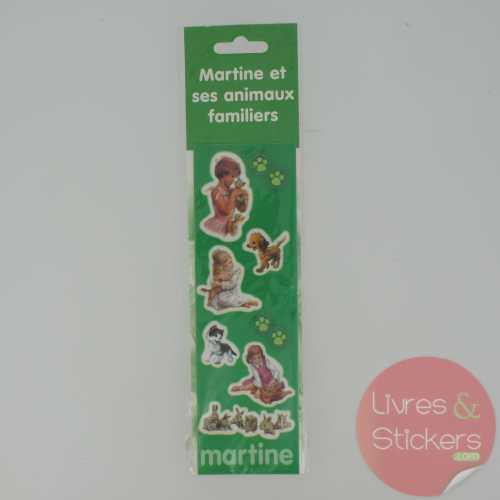 Martine et
ses animaux
familiers
martine
Livres &
Stickers
.com